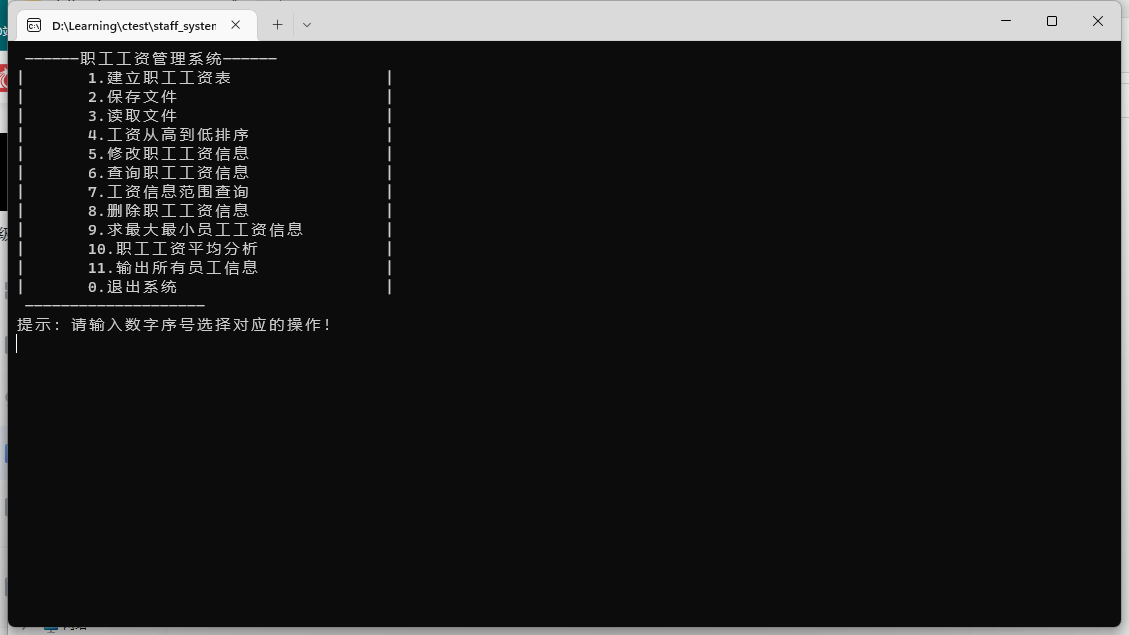 D:\Learning\ctest\staff_system
------职工工资管理系统------
| 1.建立职工工资表 |
| 2.保存文件 |
| 3.读取文件 |
| 4.工资从高到低排序 |
| 5.修改职工工资信息 |
| 6.查询职工工资信息 |
| 7.工资信息范围查询 |
| 8.删除职工工资信息 |
| 9.求最大最小员工工资信息 |
| 10.职工工资平均分析 |
| 11.输出所有员工信息 |
| 0.退出系统 |
--------------------
提示: 请输入数字序号选择对应的操作!